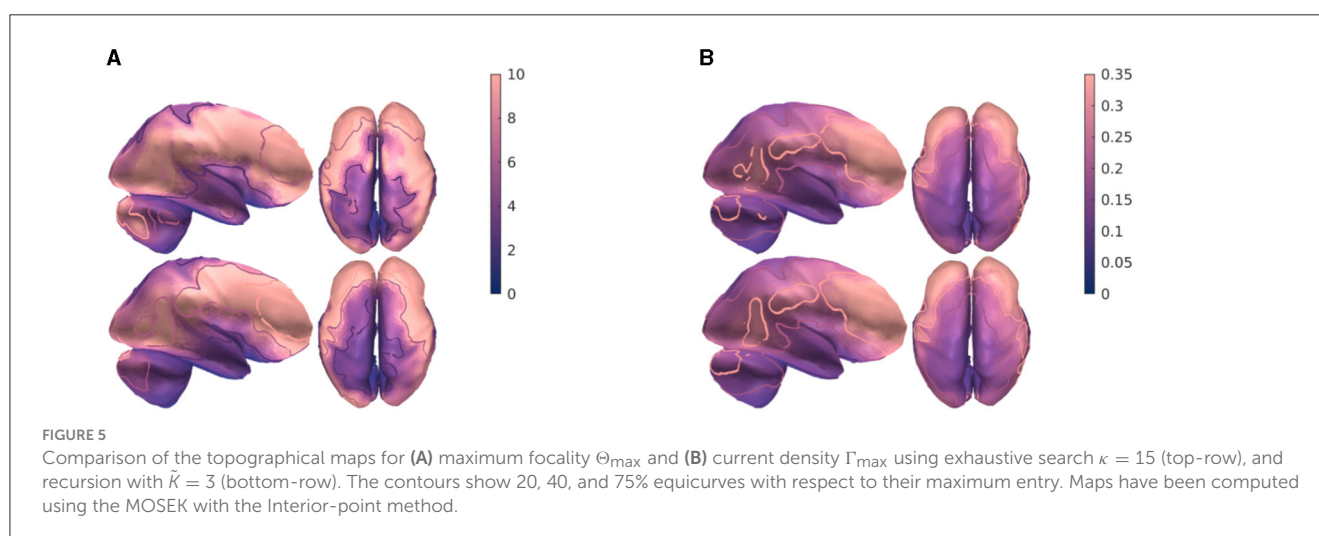 A
10
8
6
4
2
0
B
0.35
0.3
0.25
0.2
0.15
0.1
0.05
0
FIGURE 5
Comparison of the topographical maps for (A) maximum focality Θmax and (B) current density Γmax using exhaustive search κ = 15 (top-row), and
recursion with K̃ = 3 (bottom-row). The contours show 20, 40, and 75% equicurves with respect to their maximum entry. Maps have been computed
using the MOSEK with the Interior-point method.